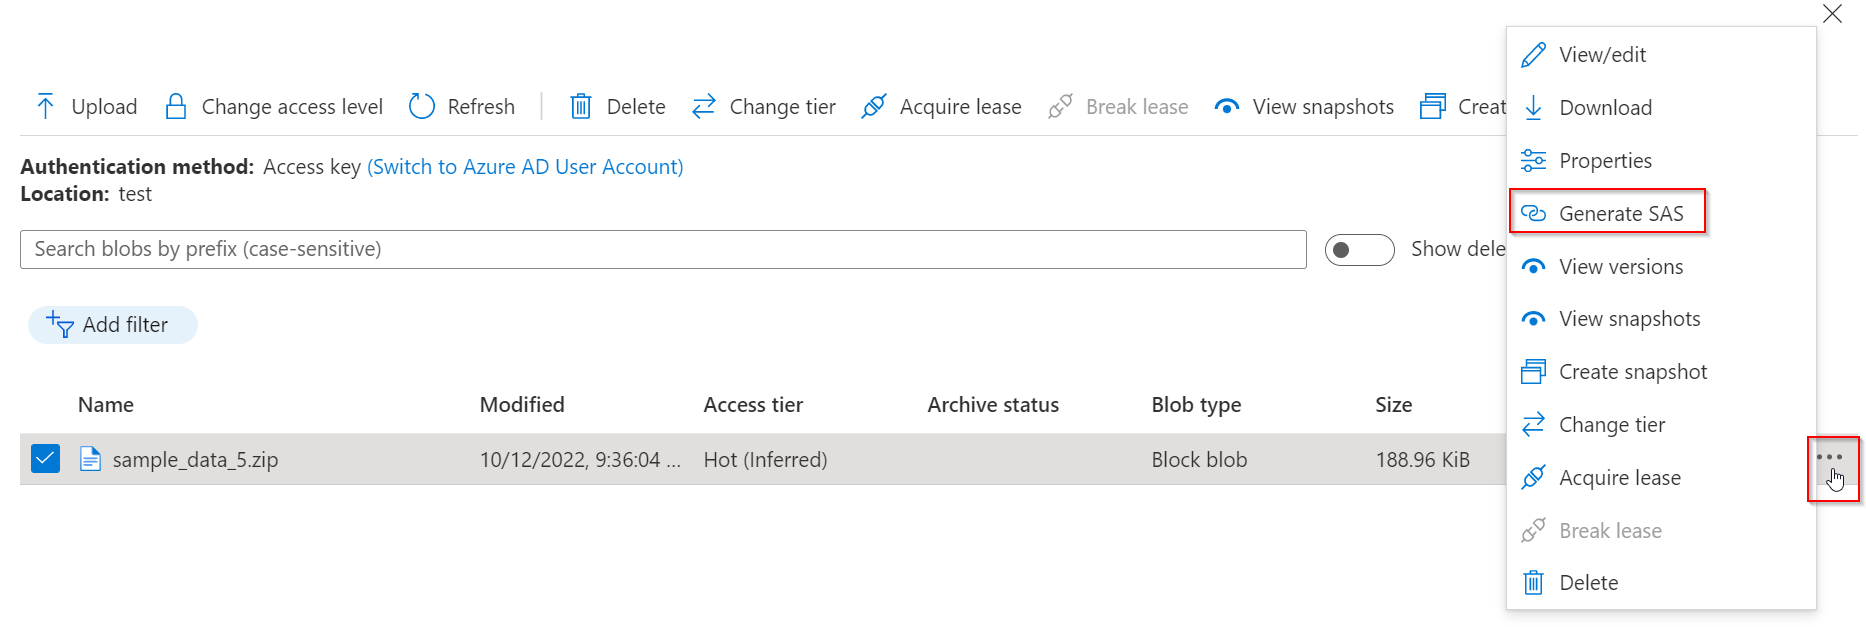 Upload Change access level Refresh Delete Change tier Acquire lease Break lease View snapshots Creat
Authentication method: Access key (Switch to Azure AD User Account)
Location: test
Search blobs by prefix (case-sensitive)
Show dele
Add filter
Name Modified Access tier Archive status Blob type Size
sample_data_5.zip 10/12/2022, 9:36:04 ... Hot (Inferred) Block blob 188.96 KiB
View/edit
Download
Properties
Generate SAS
View versions
View snapshots
Create snapshot
Change tier
Acquire lease
Break lease
Delete